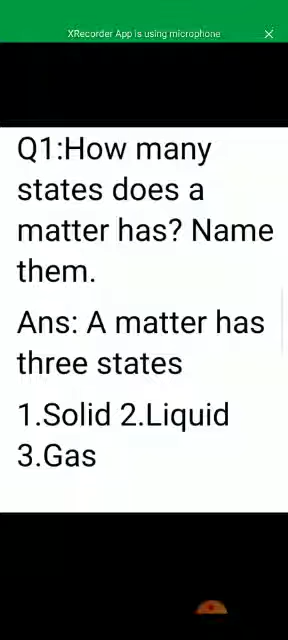 XRecorder App is using microphone
Q1:How many
states does a
matter has? Name
them.
Ans: A matter has
three states
1.Solid 2.Liquid
3.Gas